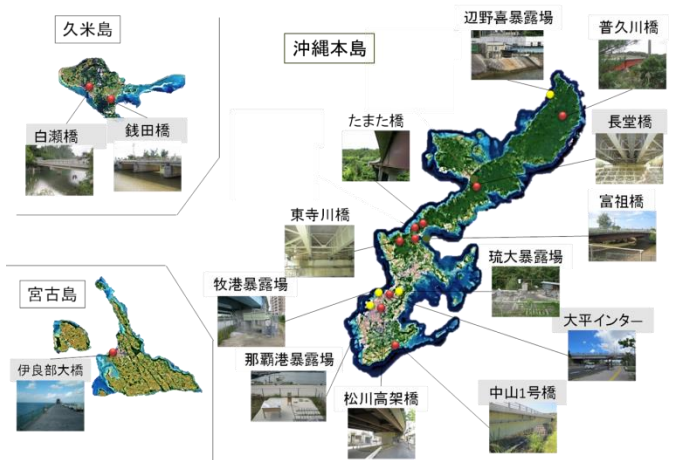 久米島
白瀬橋
銭田橋
沖縄本島
辺野喜暴露場
普久川橋
たまた橋
長堂橋
東寺川橋
富祖橋
牧港暴露場
琉大暴露場
大平インター
那覇港暴露場
松川高架橋
中山1号橋
宮古島
伊良部大橋